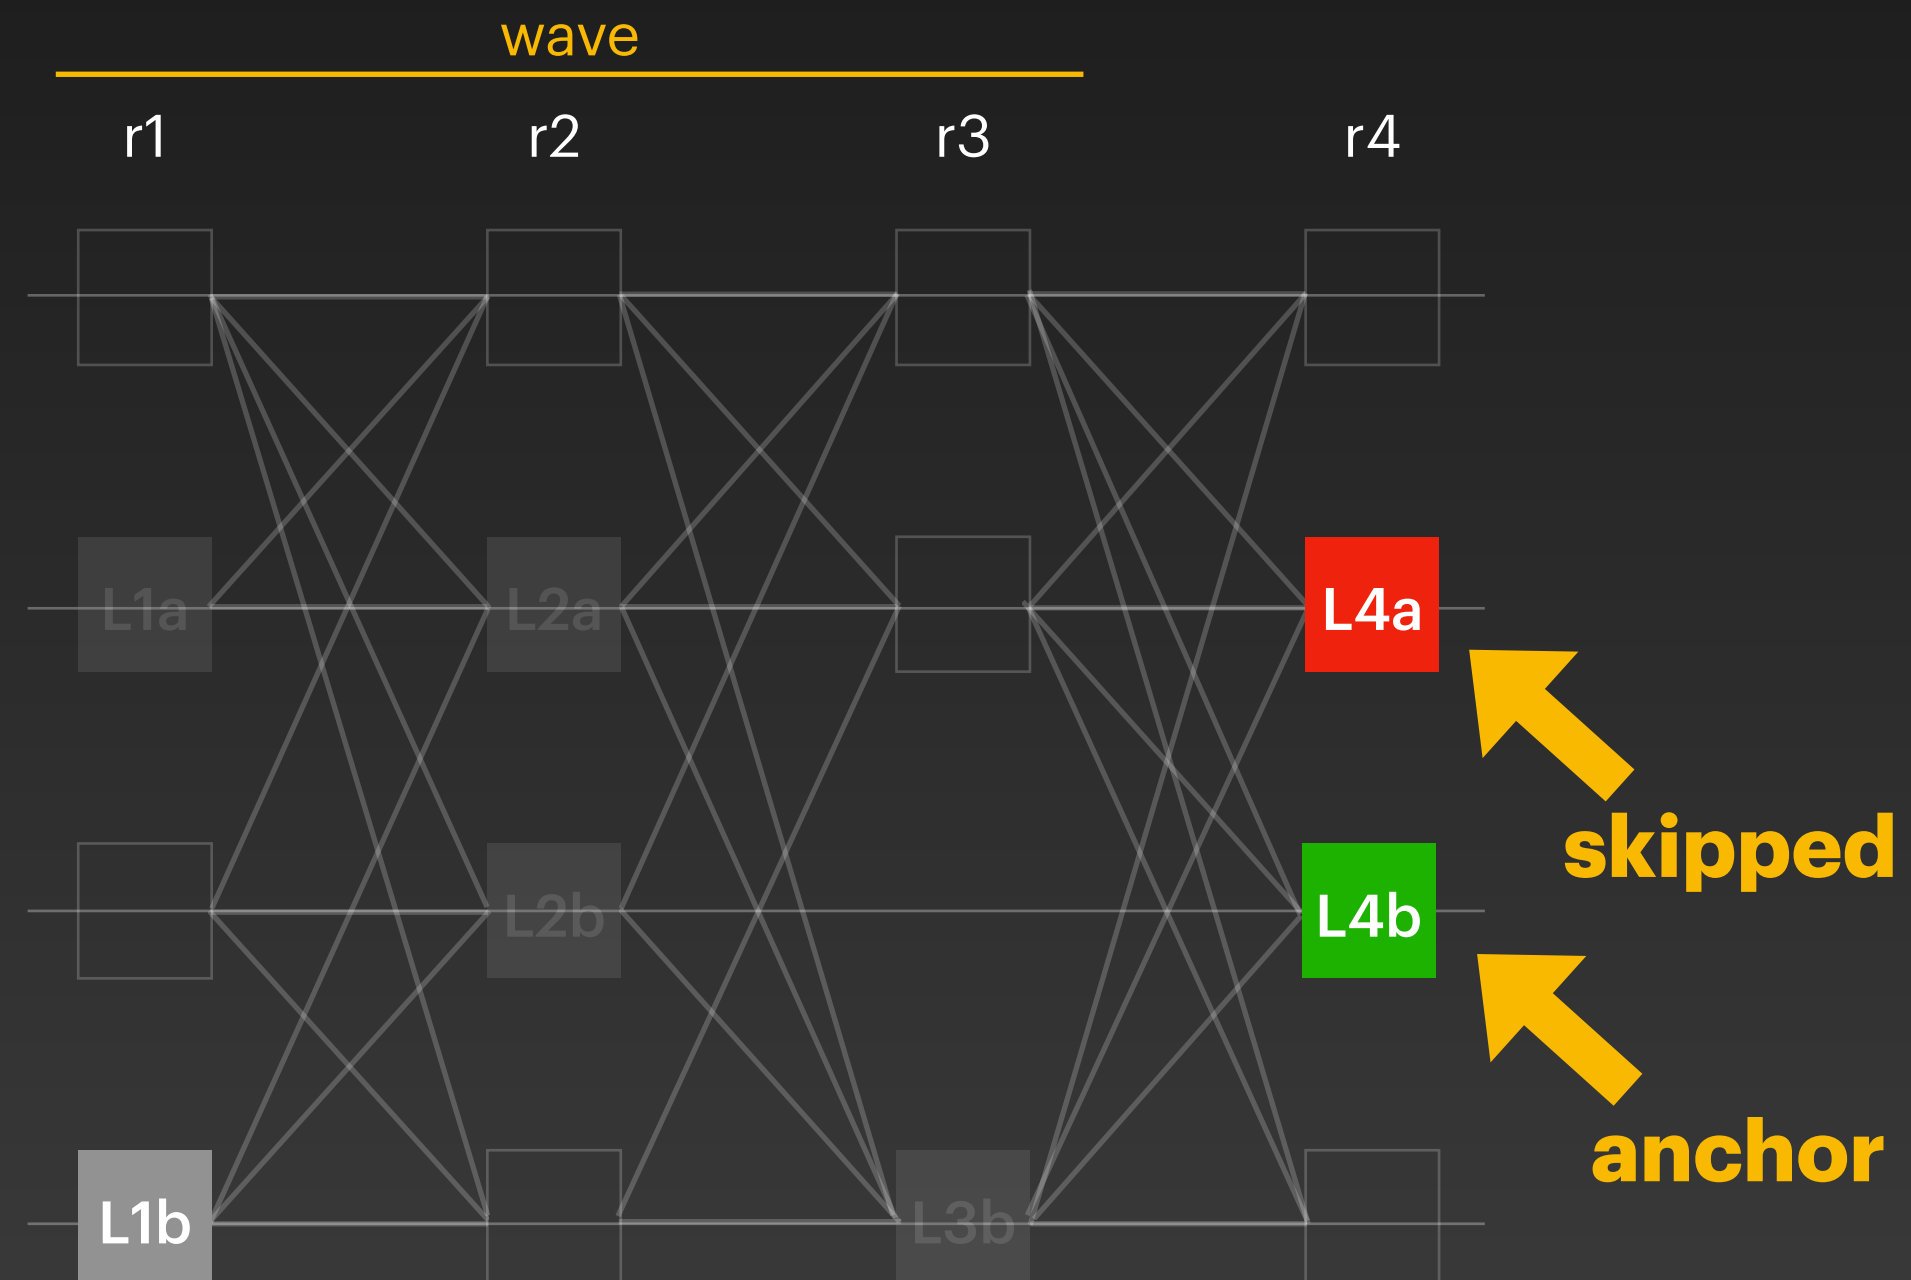 wave
r1 r2 r3 r4
L1a L2a L4a
skipped
L2b L4b
anchor
L1b L3b